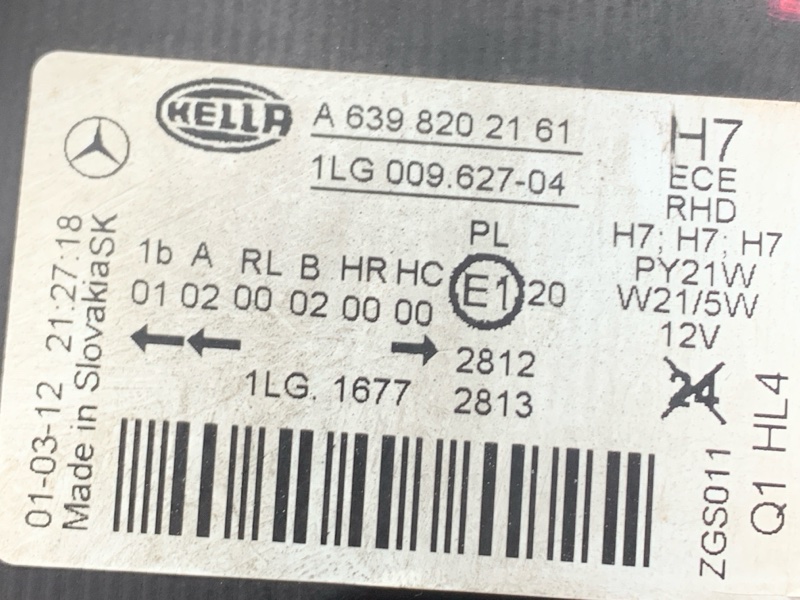 HELLA
A 639 820 2161
1LG 009.627-04
H7
ECE
RHD
H7; H7; H7
PY21W
W21/5W
12V
24
PL
1b A RL B HR HC
01 02 00 02 00 00
E1 20
1LG. 1677
2812
2813
01-03-12 21:27:18
Made in SlovakiaSK
ZGS011
Q1 HL4